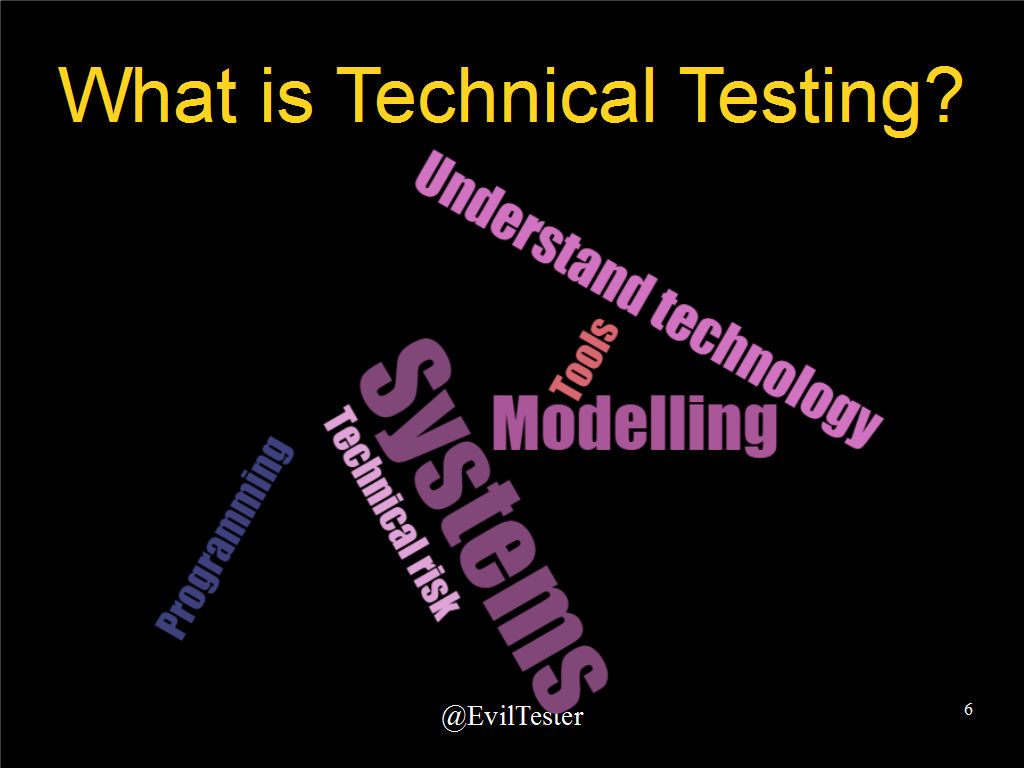 What is Technical Testing?
Understand technology
Tools
Modelling
Systems
Technical risk
Programming
@EvilTester
6